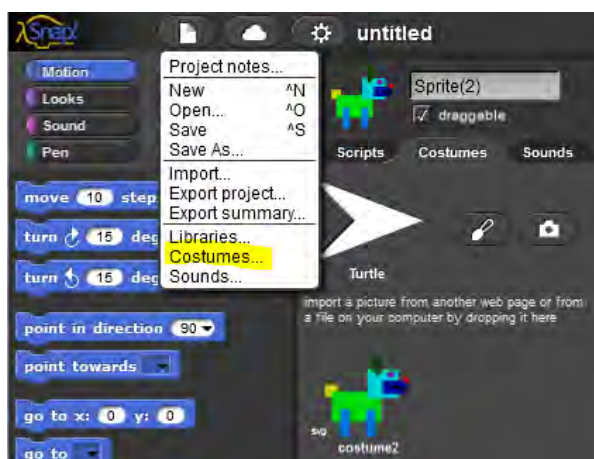 Snap!
untitled
Motion
Looks
Sound
Pen
Project notes...
New ^N
Open... ^O
Save ^S
Save As...
Import...
Export project...
Export summary...
Libraries...
Costumes...
Sounds...
Sprite(2)
draggable
Scripts Costumes Sounds
move 10 step
turn 15 deg
turn 15 deg
point in direction 90
point towards
go to x: 0 y: 0
go to
Turtle
import a picture from another web page or from
a file on your computer by dropping it here
svg
costume2